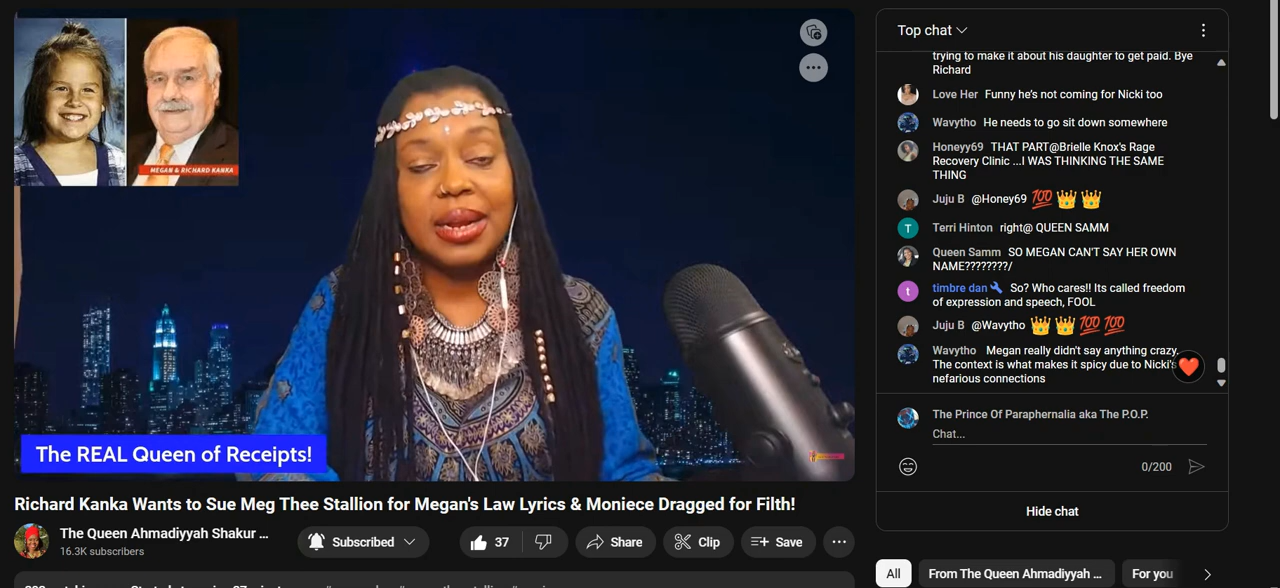 MEGAN & RICHARD KANKA
The REAL Queen of Receipts!
Richard Kanka Wants to Sue Meg Thee Stallion for Megan's Law Lyrics & Moniece Dragged for Filth!
The Queen Ahmadiyyah Shakur ...
16.3K subscribers
Subscribed
37
Share
Clip
Save
Top chat
trying to make it about his daughter to get paid. Bye
Richard
Love Her Funny he's not coming for Nicki too
Wavytho He needs to go sit down somewhere
Honeyy69 THAT PART@Brielle Knox's Rage
Recovery Clinic ...I WAS THINKING THE SAME
THING
Juju B @Honey69 💯👑👑
T
Terri Hinton right@ QUEEN SAMM
Queen Samm SO MEGAN CAN'T SAY HER OWN
NAME????????/
t
timbre dan So? Who cares!! Its called freedom
of expression and speech, FOOL
Juju B @Wavytho 👑👑💯💯
Wavytho Megan really didn't say anything crazy.
The context is what makes it spicy due to Nicki's
nefarious connections
The Prince Of Paraphernalia aka The P.O.P.
Chat...
0/200
Hide chat
All
From The Queen Ahmadiyyah ...
For you